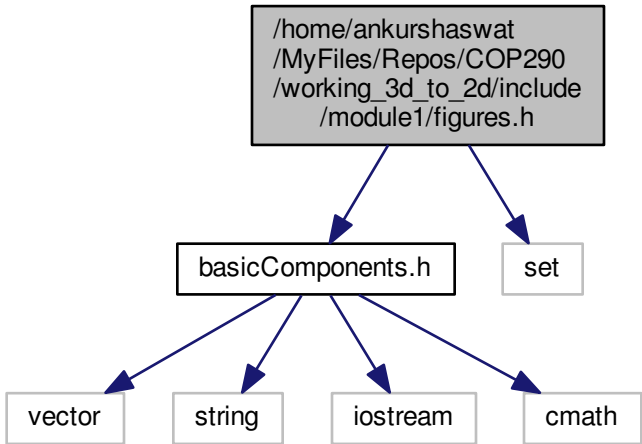 /home/ankurshaswat
/MyFiles/Repos/COP290
/working_3d_to_2d/include
/module1/figures.h
basicComponents.h
set
vector
string
iostream
cmath